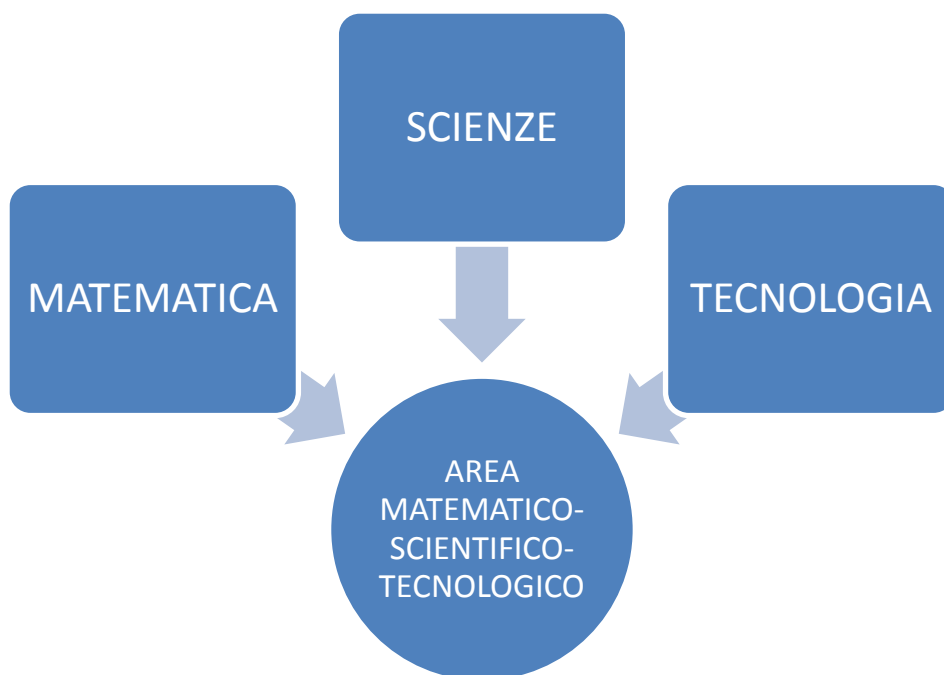 SCIENZE
MATEMATICA
TECNOLOGIA
AREA
MATEMATICO-
SCIENTIFICO-
TECNOLOGICO